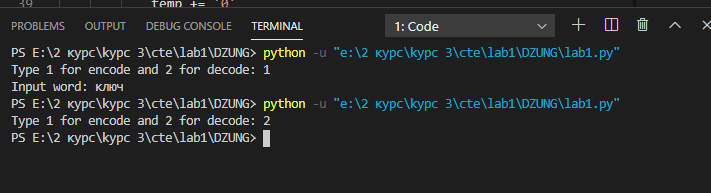 39 temp += '0'
PROBLEMS OUTPUT DEBUG CONSOLE TERMINAL 1: Code
PS E:\2 курс\курс 3\cte\lab1\DZUNG> python -u "e:\2 курс\курс 3\cte\lab1\DZUNG\lab1.py"
Type 1 for encode and 2 for decode: 1
Input word: ключ
PS E:\2 курс\курс 3\cte\lab1\DZUNG> python -u "e:\2 курс\курс 3\cte\lab1\DZUNG\lab1.py"
Type 1 for encode and 2 for decode: 2
PS E:\2 курс\курс 3\cte\lab1\DZUNG>